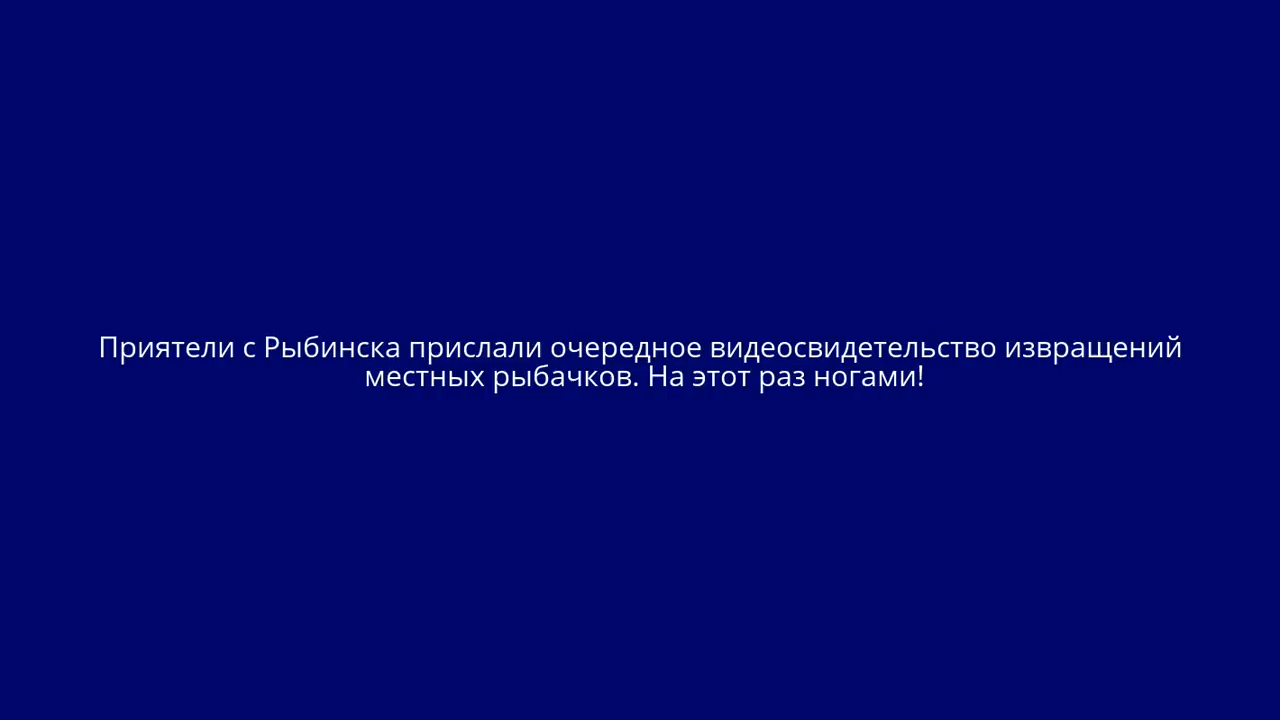 Приятели с Рыбинска прислали очередное видеосвидетельство извращений
местных рыбачков. На этот раз ногами!